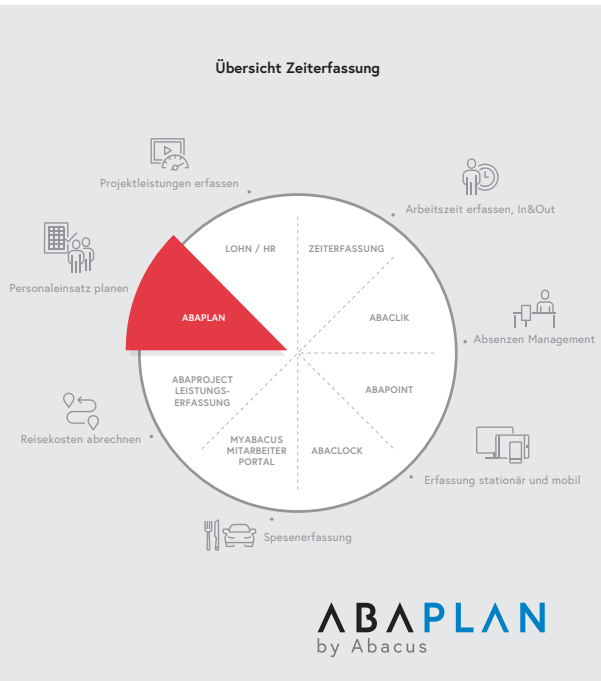 Übersicht Zeiterfassung
Projektleistungen erfassen
Arbeitszeit erfassen, In&Out
Personaleinsatz planen
Absenzen Management
Reisekosten abrechnen
Erfassung stationär und mobil
Spesenerfassung
LOHN / HR
ZEITERFASSUNG
ABAPLAN
ABACLIK
ABAPROJECT
LEISTUNGS-
ERFASSUNG
ABAPOINT
MYABACUS
MITARBEITER
PORTAL
ABACLOCK
ABAPLAN
by Abacus